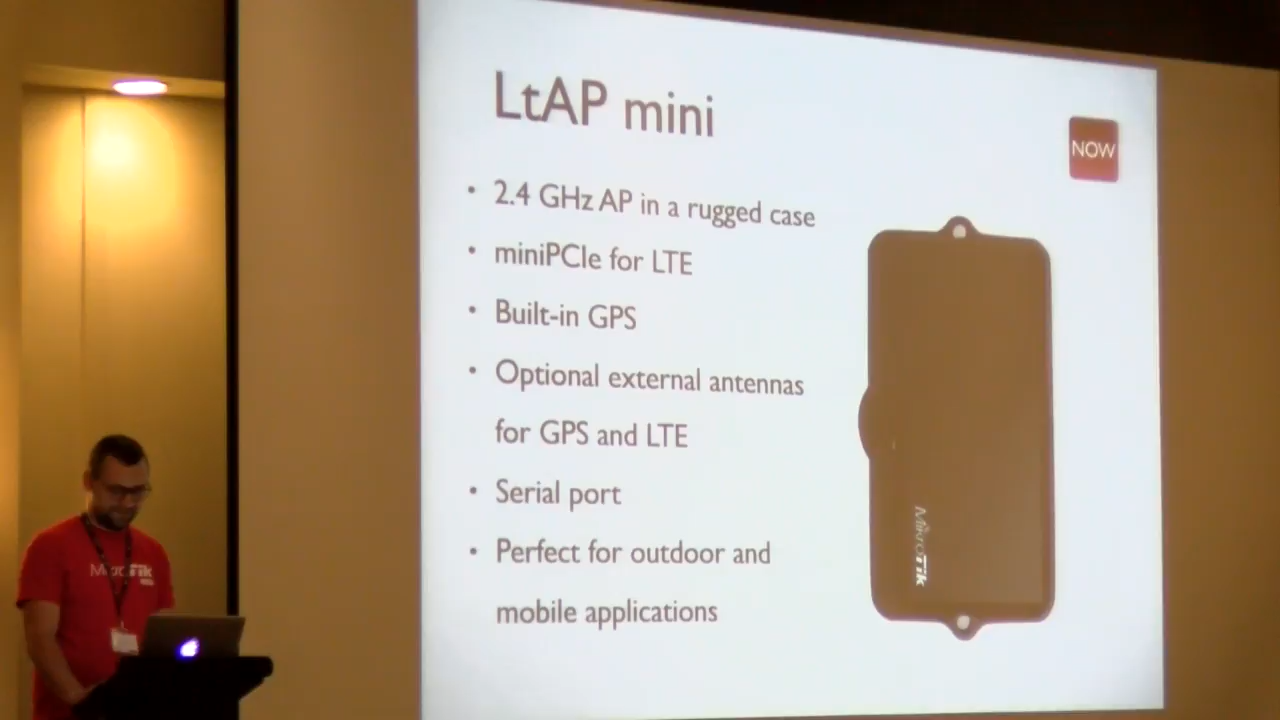 LtAP mini
NOW
• 2.4 GHz AP in a rugged case
• miniPCIe for LTE
• Built-in GPS
• Optional external antennas
for GPS and LTE
• Serial port
• Perfect for outdoor and
mobile applications
MikroTik
MikroTik